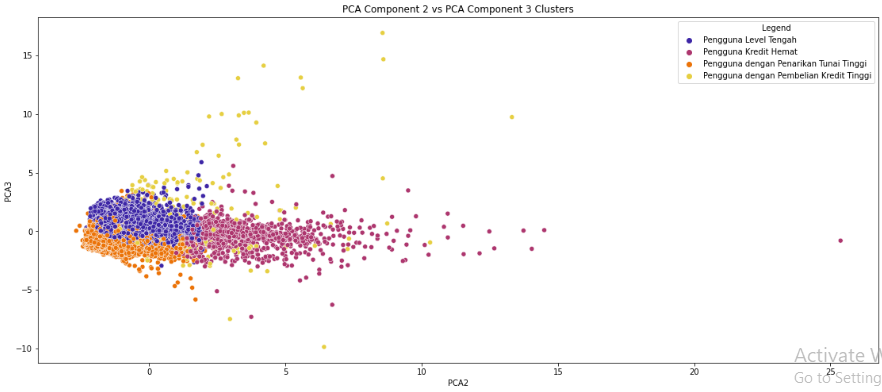 PCA Component 2 vs PCA Component 3 Clusters
Legend
Pengguna Level Tengah
Pengguna Kredit Hemat
Pengguna dengan Penarikan Tunai Tinggi
Pengguna dengan Pembelian Kredit Tinggi
15
10
5
0
−5
−10
PCA3
0 5 10 15 20 25
PCA2
Activate W
Go to Setting